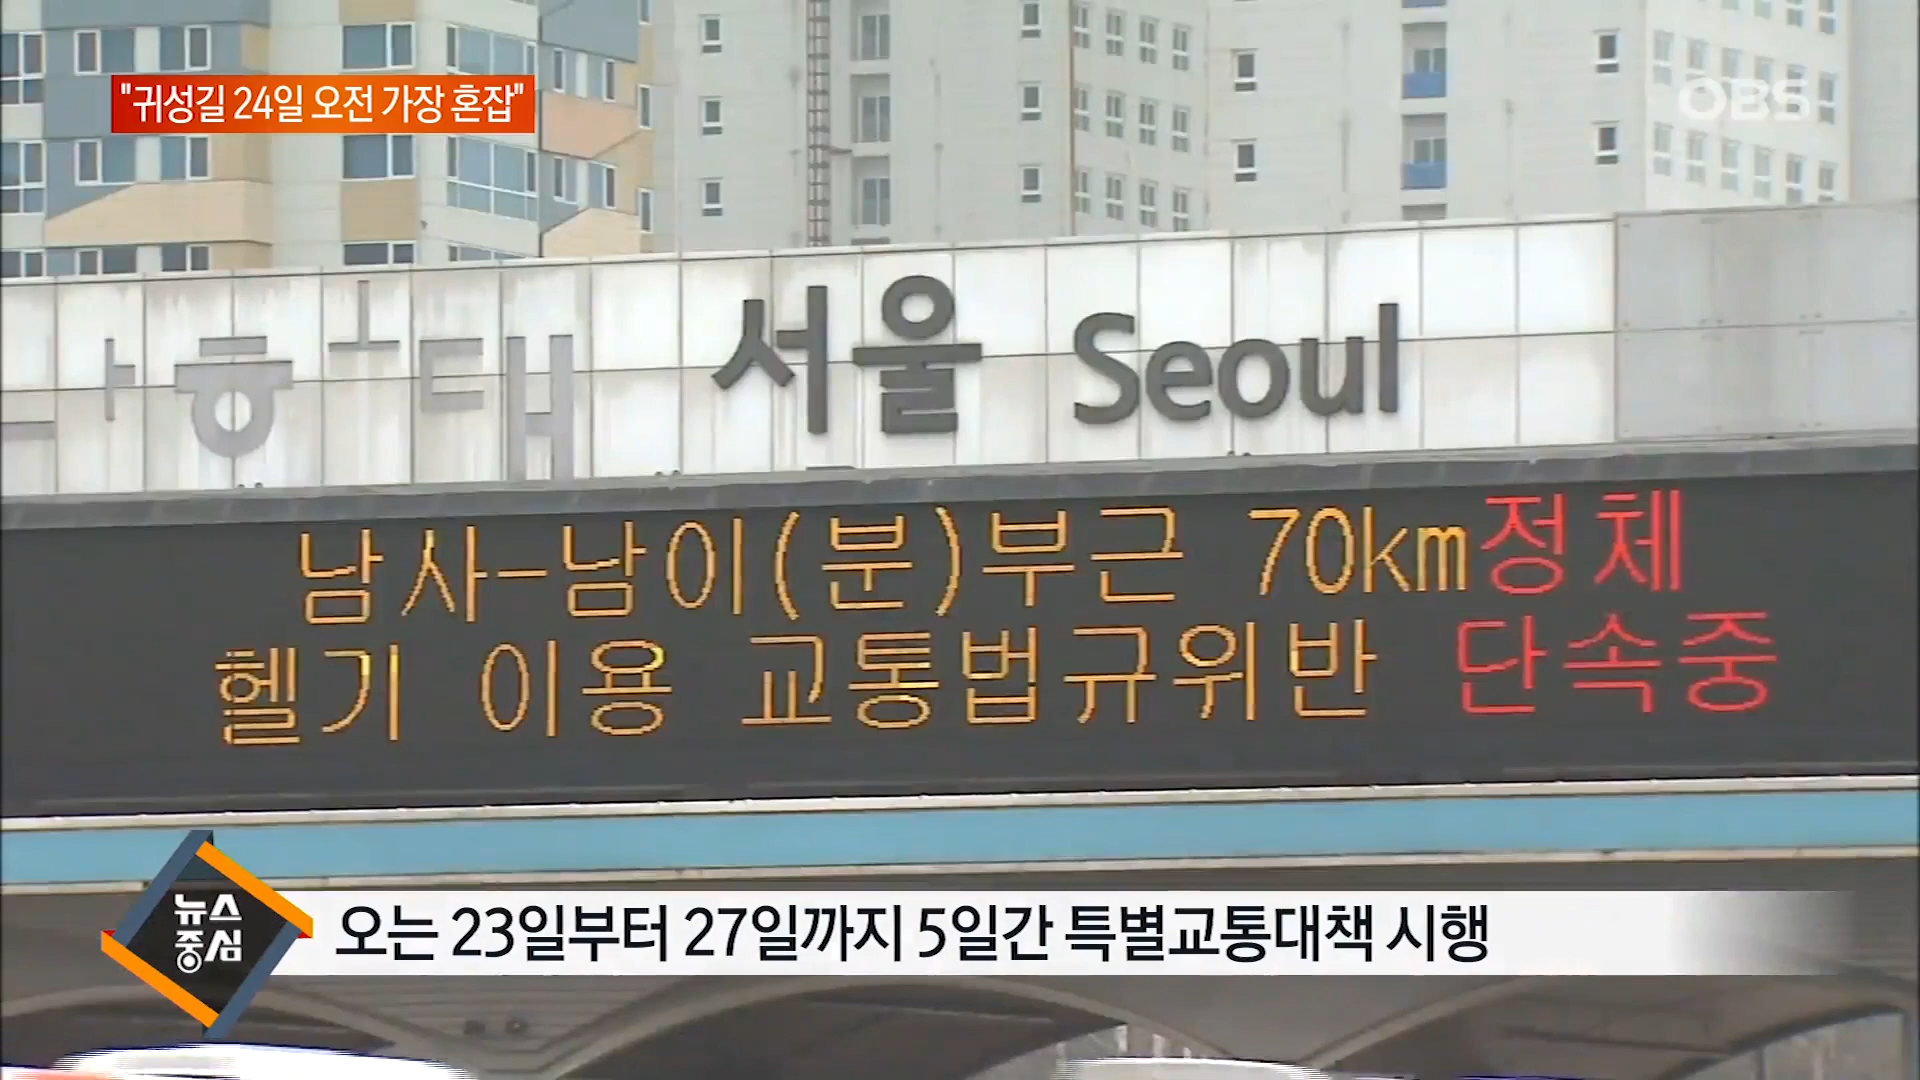 "귀성길 24일 오전 가장 혼잡"
OBS
서울 Seoul
남사-남이(분)부근 70km정체
헬기 이용 교통법규위반 단속중
뉴스
중심
오는 23일부터 27일까지 5일간 특별교통대책 시행